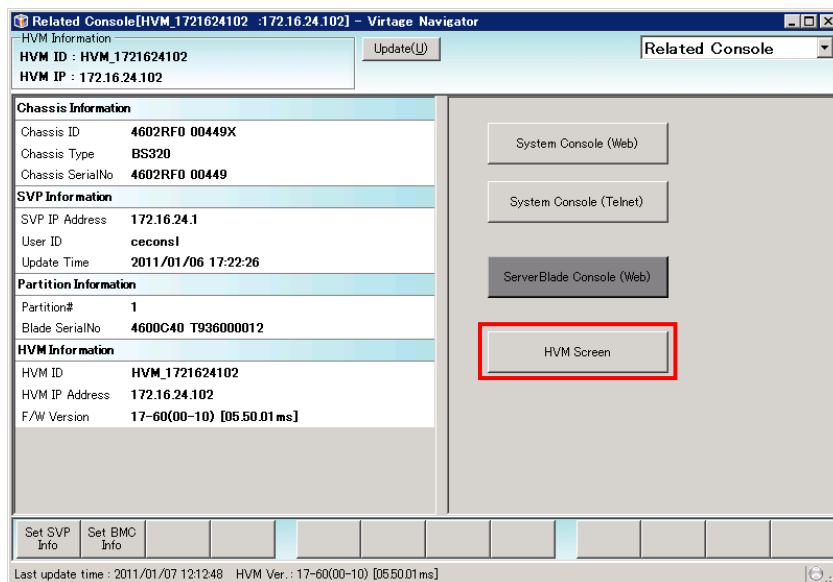 Related Console[HVM_1721624102 :172.16.24.102] - Virtage Navigator
HVM Information
HVM ID : HVM_1721624102
HVM IP : 172.16.24.102
Update(U)
Related Console
Chassis Information
Chassis ID 4602RF0 00449X
Chassis Type BS320
Chassis SerialNo 4602RF0 00449
SVP Information
SVP IP Address 172.16.24.1
User ID ceconsl
Update Time 2011/01/06 17:22:26
Partition Information
Partition# 1
Blade SerialNo 4600C40 T936000012
HVM Information
HVM ID HVM_1721624102
HVM IP Address 172.16.24.102
F/W Version 17-60(00-10) [05.50.01ms]
System Console (Web)
System Console (Telnet)
ServerBlade Console (Web)
HVM Screen
Set SVP Info
Set BMC Info
Last update time : 2011/01/07 12:12:48 HVM Ver. : 17-60(00-10) [05.50.01ms]